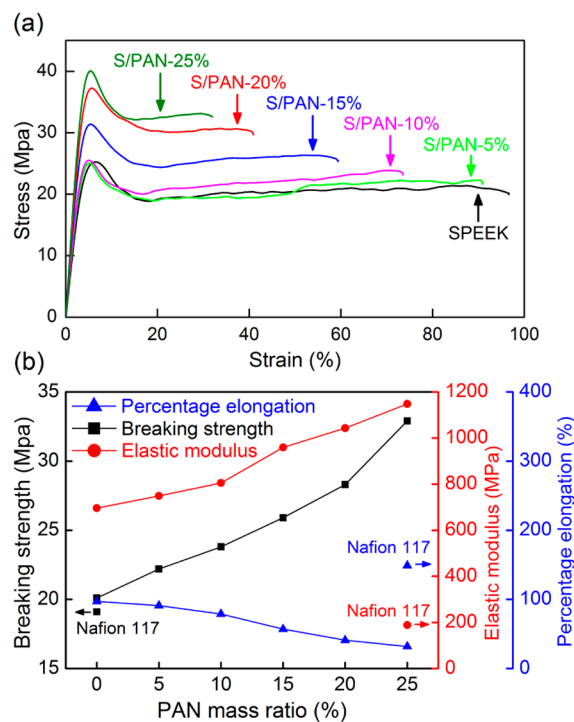 (a)
S/PAN-25%
S/PAN-20%
S/PAN-15%
S/PAN-10%
S/PAN-5%
SPEEK
40
30
20
10
0
Stress (Mpa)
0 20 40 60 80 100
Strain (%)
(b)
Percentage elongation
Breaking strength
Elastic modulus
Nafion 117
Nafion 117
Nafion 117
35
30
25
20
15
Breaking strength (Mpa)
1200
1000
800
600
400
200
0
Elastic modulus (MPa)
400
300
200
100
0
Percentage elongation (%)
0 5 10 15 20 25
PAN mass ratio (%)